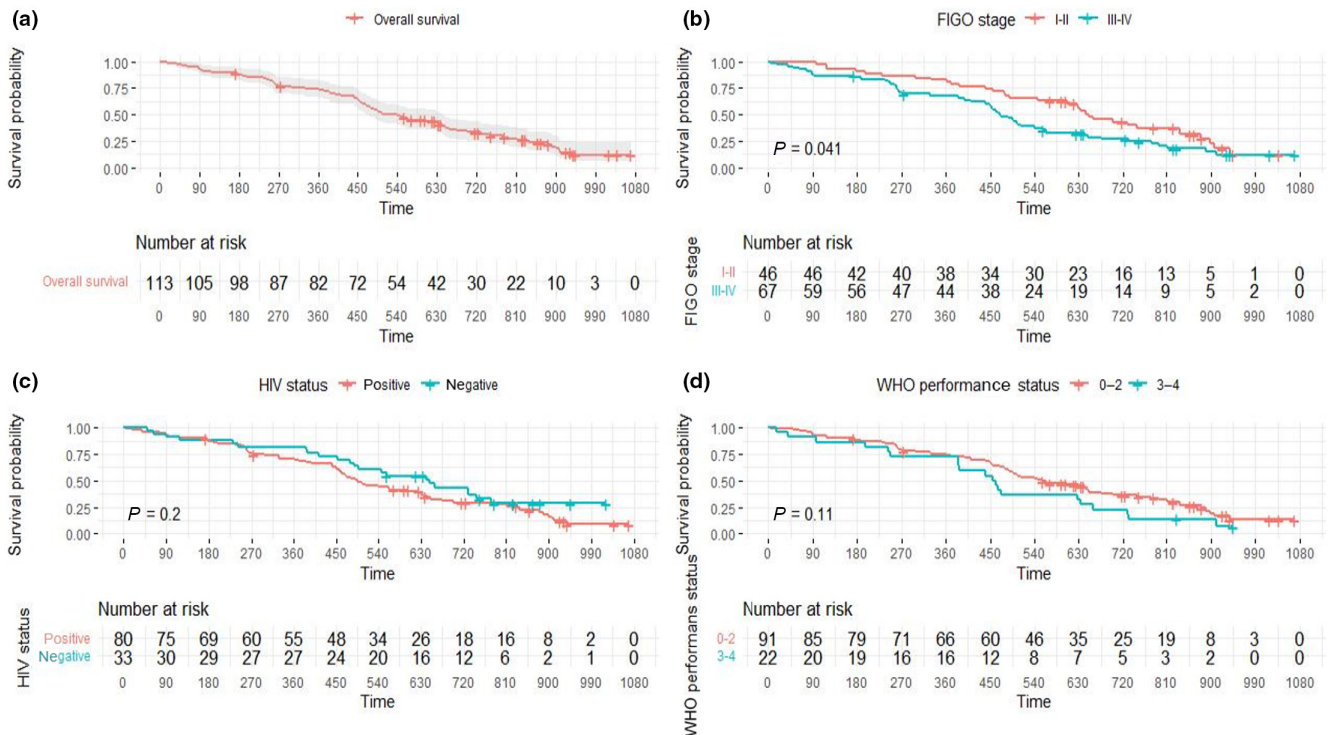 (a)
Overall survival
Survival probability
1.00
0.75
0.50
0.25
0.00
0 90 180 270 360 450 540 630 720 810 900 990 1080
Time
Number at risk
Overall survival 113 105 98 87 82 72 54 42 30 22 10 3 0
0 90 180 270 360 450 540 630 720 810 900 990 1080
Time
(b)
FIGO stage I-II III-IV
Survival probability
1.00
0.75
0.50
0.25
0.00
P = 0.041
0 90 180 270 360 450 540 630 720 810 900 990 1080
Time
Number at risk
FIGO stage
I-II 46 46 42 40 38 34 30 23 16 13 5 1 0
III-IV 67 59 56 47 44 38 24 19 14 9 5 2 0
0 90 180 270 360 450 540 630 720 810 900 990 1080
Time
(c)
HIV status Positive Negative
Survival probability
1.00
0.75
0.50
0.25
0.00
P = 0.2
0 90 180 270 360 450 540 630 720 810 900 990 1080
Time
Number at risk
HIV status
Positive 80 75 69 60 55 48 34 26 18 16 8 2 0
Negative 33 30 29 27 27 24 20 16 12 6 2 1 0
0 90 180 270 360 450 540 630 720 810 900 990 1080
Time
(d)
WHO performance status 0–2 3–4
Survival probability
1.00
0.75
0.50
0.25
0.00
P = 0.11
0 90 180 270 360 450 540 630 720 810 900 990 1080
Time
Number at risk
WHO performans status
0-2 91 85 79 71 66 60 46 35 25 19 8 3 0
3-4 22 20 19 16 16 12 8 7 5 3 2 0 0
0 90 180 270 360 450 540 630 720 810 900 990 1080
Time